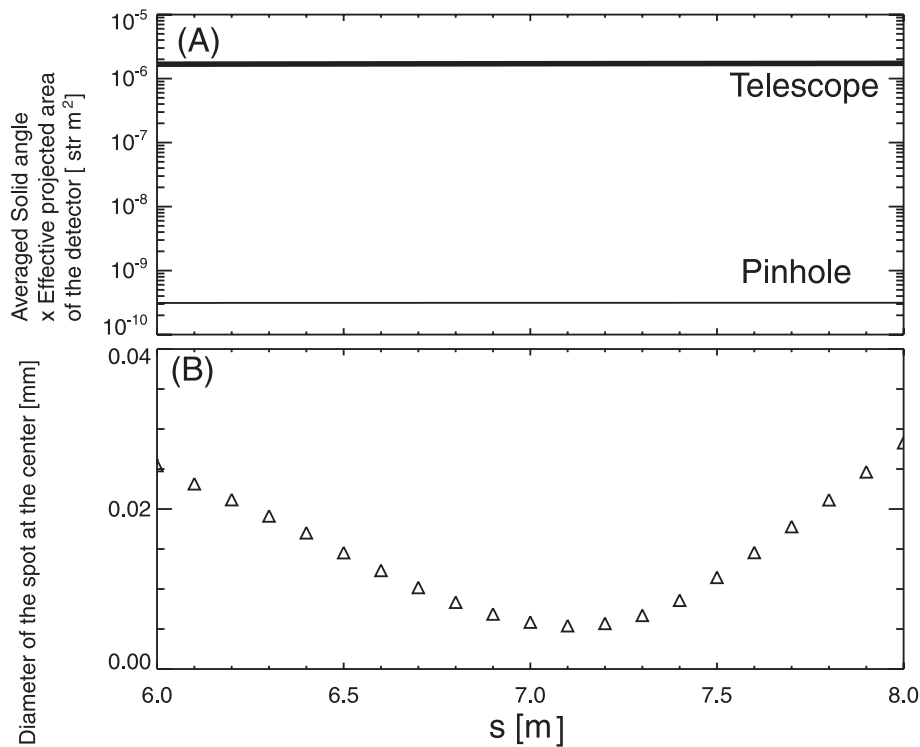 Averaged Solid angle
x Effective projected area
of the detector [ str m²]
10⁻⁵
10⁻⁶
10⁻⁷
10⁻⁸
10⁻⁹
10⁻¹⁰
(A)
Telescope
Pinhole
Diameter of the spot at the center [mm]
0.04
0.02
0.00
(B)
6.0 6.5 7.0 7.5 8.0
s [m]